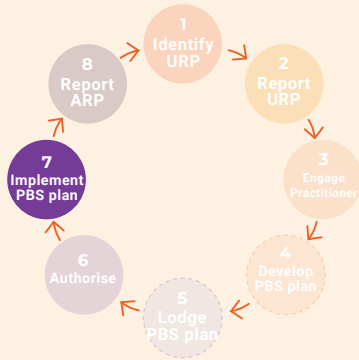 1
Identify
URP
2
Report
URP
3
Engage
Practitioner
4
Develop
PBS plan
5
Lodge
PBS plan
6
Authorise
7
Implement
PBS plan
8
Report
ARP